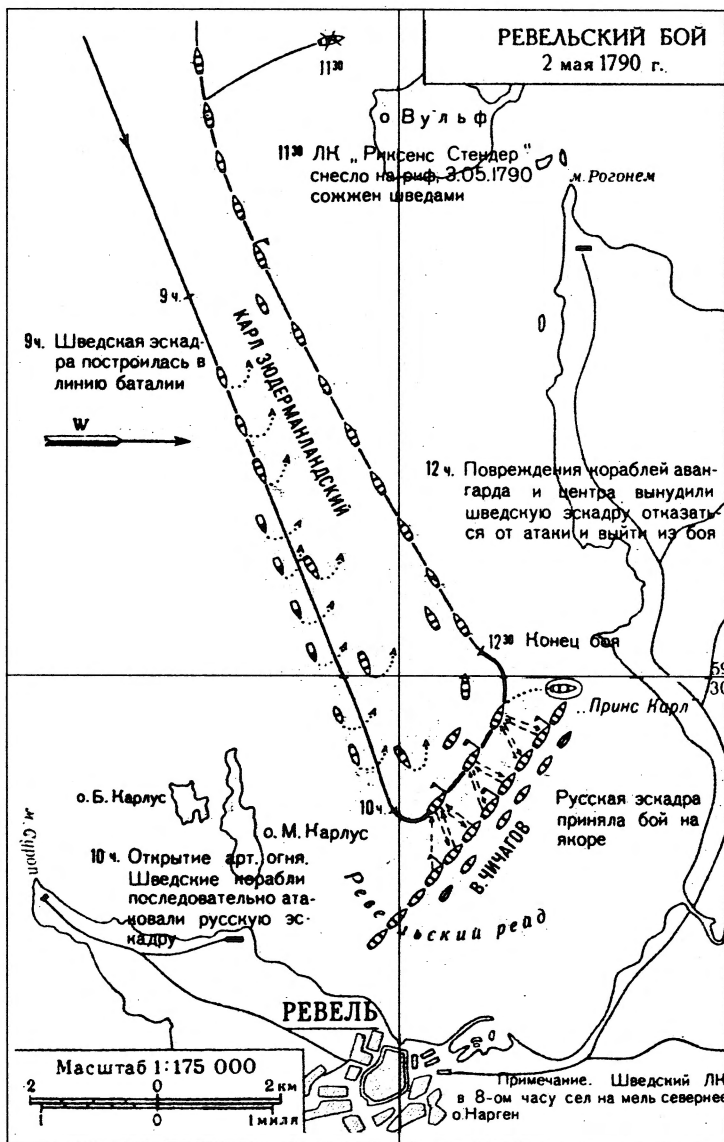 РЕВЕЛЬСКИЙ БОЙ
2 мая 1790 г.
11³⁰
о Вульф
11³⁰ ЛК „Риксенс Стендер"
снесло на риф, 3.05.1790
сожжен шведами
м. Рогонем
9 ч.
9ч. Шведская эскад-
ра построилась в
линию баталии
КАРЛ ЗЮДЕРМАНЛАНДСКИЙ
W
12 ч. Повреждения кораблей аван-
гарда и центра вынудили
шведскую эскадру отказать-
ся от атаки и выйти из боя
12³⁰ Конец боя
59
30
„Принс Карл"
о. Б. Карлус
о. М. Карлус
м. Суроп
10 ч.
10 ч. Открытие арт. огня.
Шведские корабли
последовательно ата-
ковали русскую эс-
кадру
Русская эскадра
приняла бой на
якоре
В. ЧИЧАГОВ
Ревельский рейд
РЕВЕЛЬ
Масштаб 1:175 000
2 0 2 км
1 0 1 миля
Примечание. Шведский ЛК
в 8-ом часу сел на мель севернее
о. Нарген